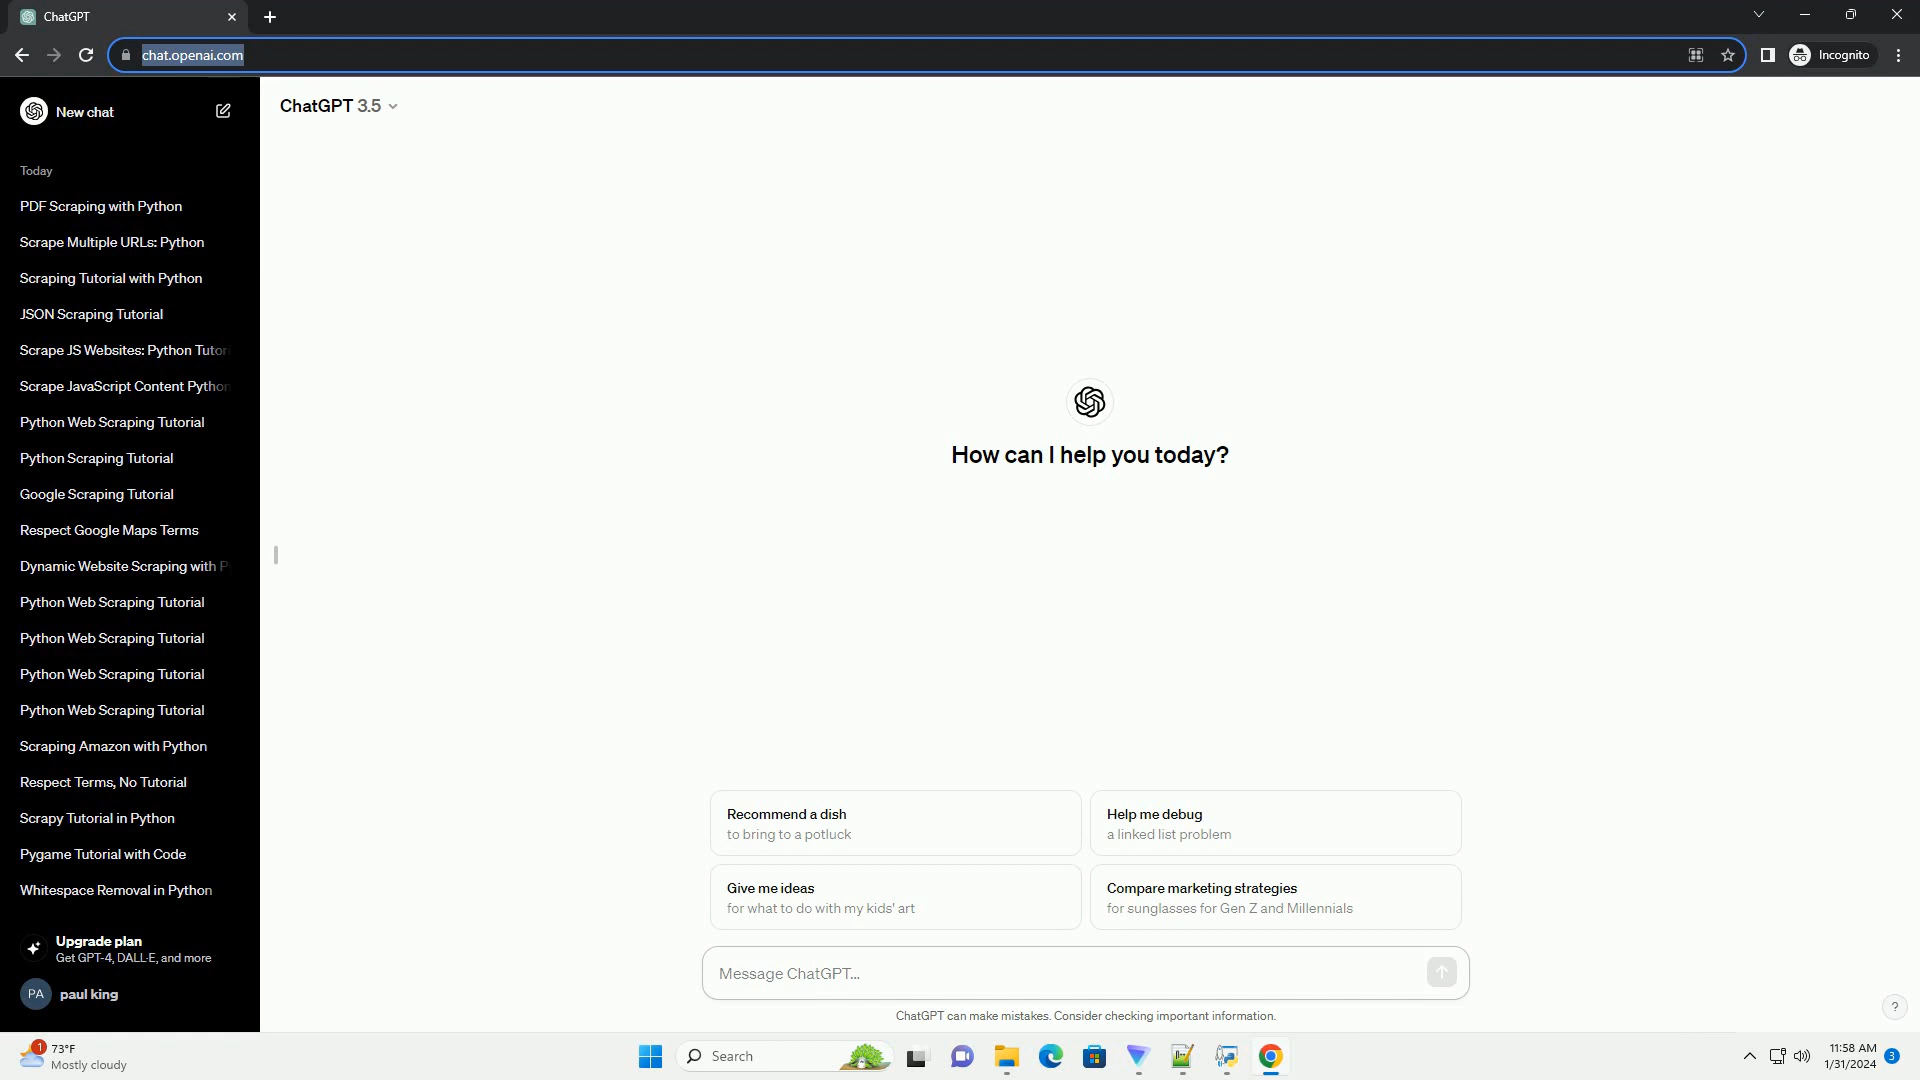 ChatGPT
chat.openai.com
Incognito
New chat
ChatGPT 3.5
Today
PDF Scraping with Python
Scrape Multiple URLs: Python
Scraping Tutorial with Python
JSON Scraping Tutorial
Scrape JS Websites: Python Tutori
Scrape JavaScript Content Python
Python Web Scraping Tutorial
Python Scraping Tutorial
Google Scraping Tutorial
Respect Google Maps Terms
Dynamic Website Scraping with P
Python Web Scraping Tutorial
Python Web Scraping Tutorial
Python Web Scraping Tutorial
Python Web Scraping Tutorial
Scraping Amazon with Python
Respect Terms, No Tutorial
Scrapy Tutorial in Python
Pygame Tutorial with Code
Whitespace Removal in Python
Upgrade plan
Get GPT-4, DALL·E, and more
PA paul king
How can I help you today?
Recommend a dish
to bring to a potluck
Help me debug
a linked list problem
Give me ideas
for what to do with my kids' art
Compare marketing strategies
for sunglasses for Gen Z and Millennials
Message ChatGPT...
ChatGPT can make mistakes. Consider checking important information.
?
1
73°F
Mostly cloudy
Search
11:58 AM
1/31/2024
3